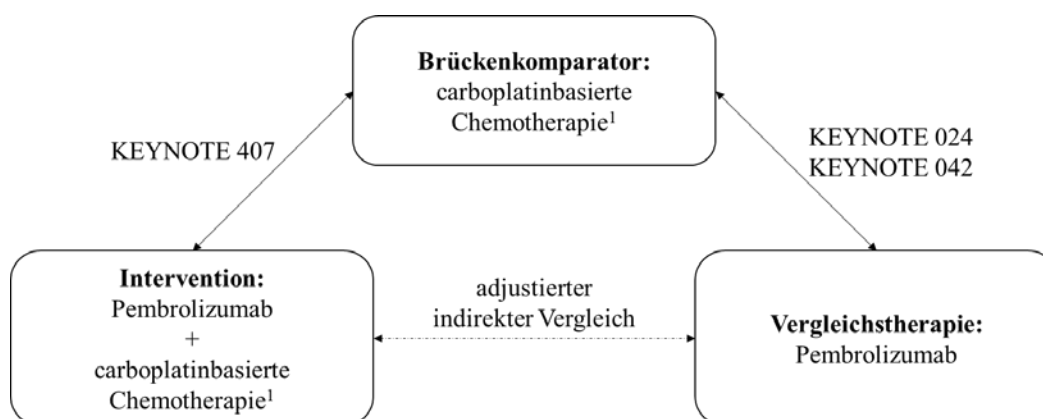 Brückenkomparator:
carboplatinbasierte
Chemotherapie¹
KEYNOTE 407
KEYNOTE 024
KEYNOTE 042
Intervention:
Pembrolizumab
+
carboplatinbasierte
Chemotherapie¹
adjustierter
indirekter Vergleich
Vergleichstherapie:
Pembrolizumab